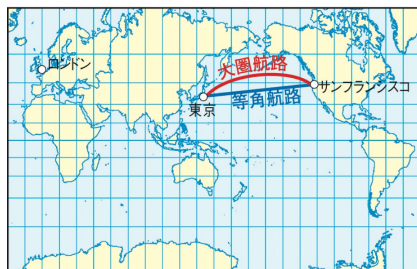 ロンドン
大圏航路
サンフランシスコ
東京
等角航路